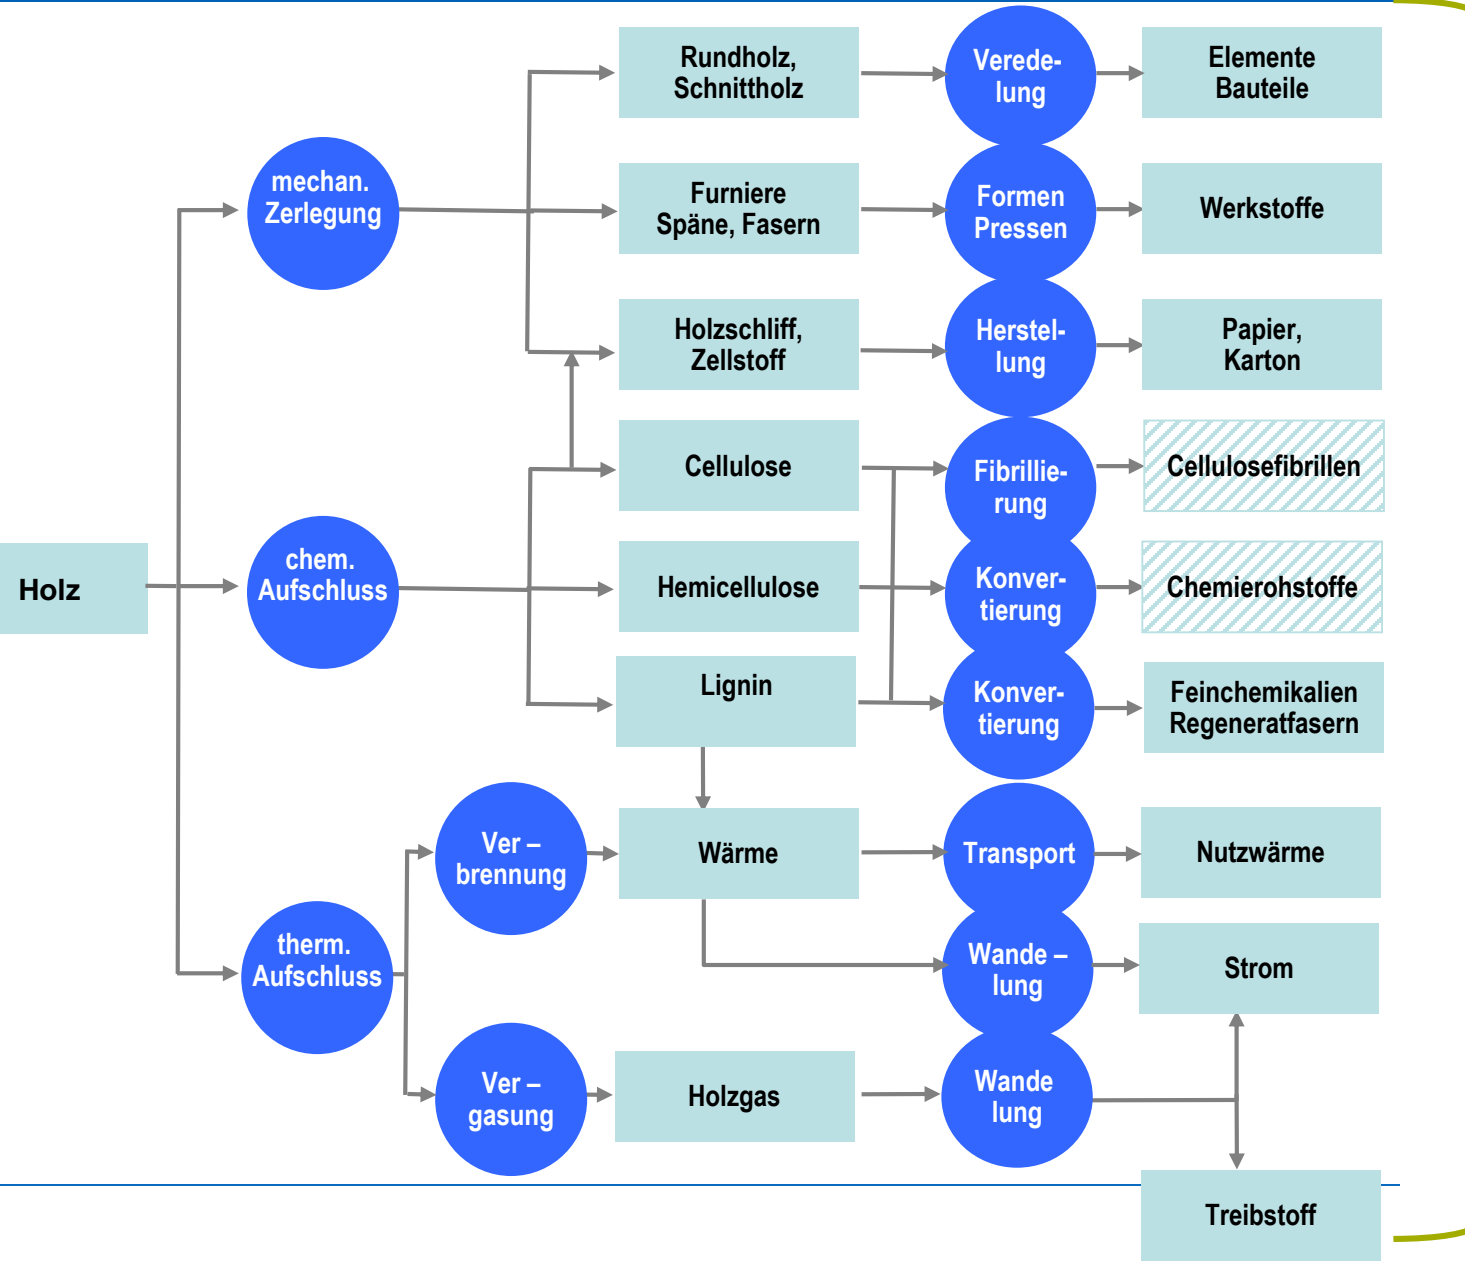 Rundholz,
Schnittholz
Verede-
lung
Elemente
Bauteile
mechan.
Zerlegung
Furniere
Späne, Fasern
Formen
Pressen
Werkstoffe
Holzschliff,
Zellstoff
Herstel-
lung
Papier,
Karton
Cellulose
Fibrillie-
rung
Cellulosefibrillen
Holz
chem.
Aufschluss
Hemicellulose
Konver-
tierung
Chemierohstoffe
Lignin
Konver-
tierung
Feinchemikalien
Regeneratfasern
Ver –
brennung
Wärme
Transport
Nutzwärme
therm.
Aufschluss
Wande –
lung
Strom
Ver –
gasung
Holzgas
Wande
lung
Treibstoff